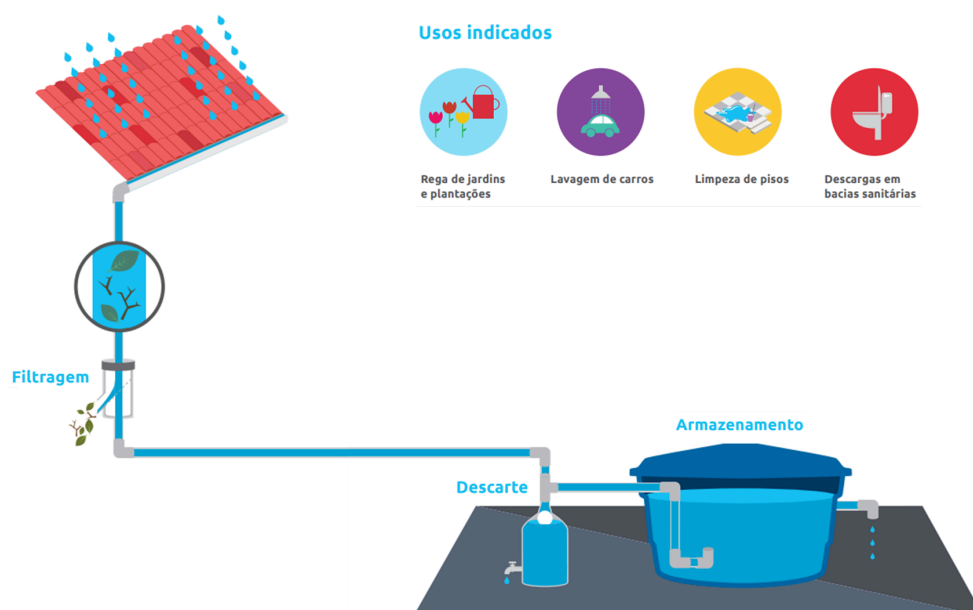 Usos indicados
Rega de jardins
e plantações
Lavagem de carros
Limpeza de pisos
Descargas em
bacias sanitárias
Filtragem
Armazenamento
Descarte